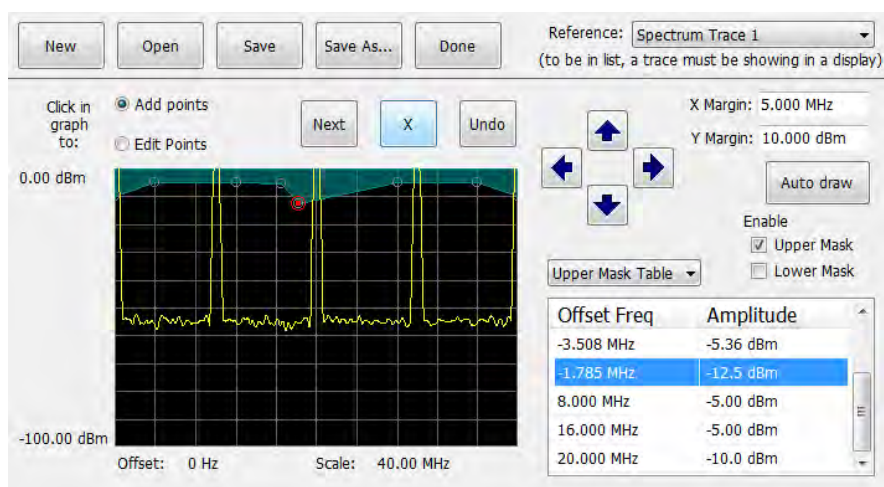 New Open Save Save As... Done
Reference: Spectrum Trace 1
(to be in list, a trace must be showing in a display)
Click in graph to:
Add points
Edit Points
Next X Undo
X Margin: 5.000 MHz
Y Margin: 10.000 dBm
Auto draw
Enable
Upper Mask
Lower Mask
0.00 dBm
-100.00 dBm
Offset: 0 Hz Scale: 40.00 MHz
Upper Mask Table
Offset Freq Amplitude
-3.508 MHz -5.36 dBm
-1.785 MHz -12.5 dBm
8.000 MHz -5.00 dBm
16.000 MHz -5.00 dBm
20.000 MHz -10.0 dBm